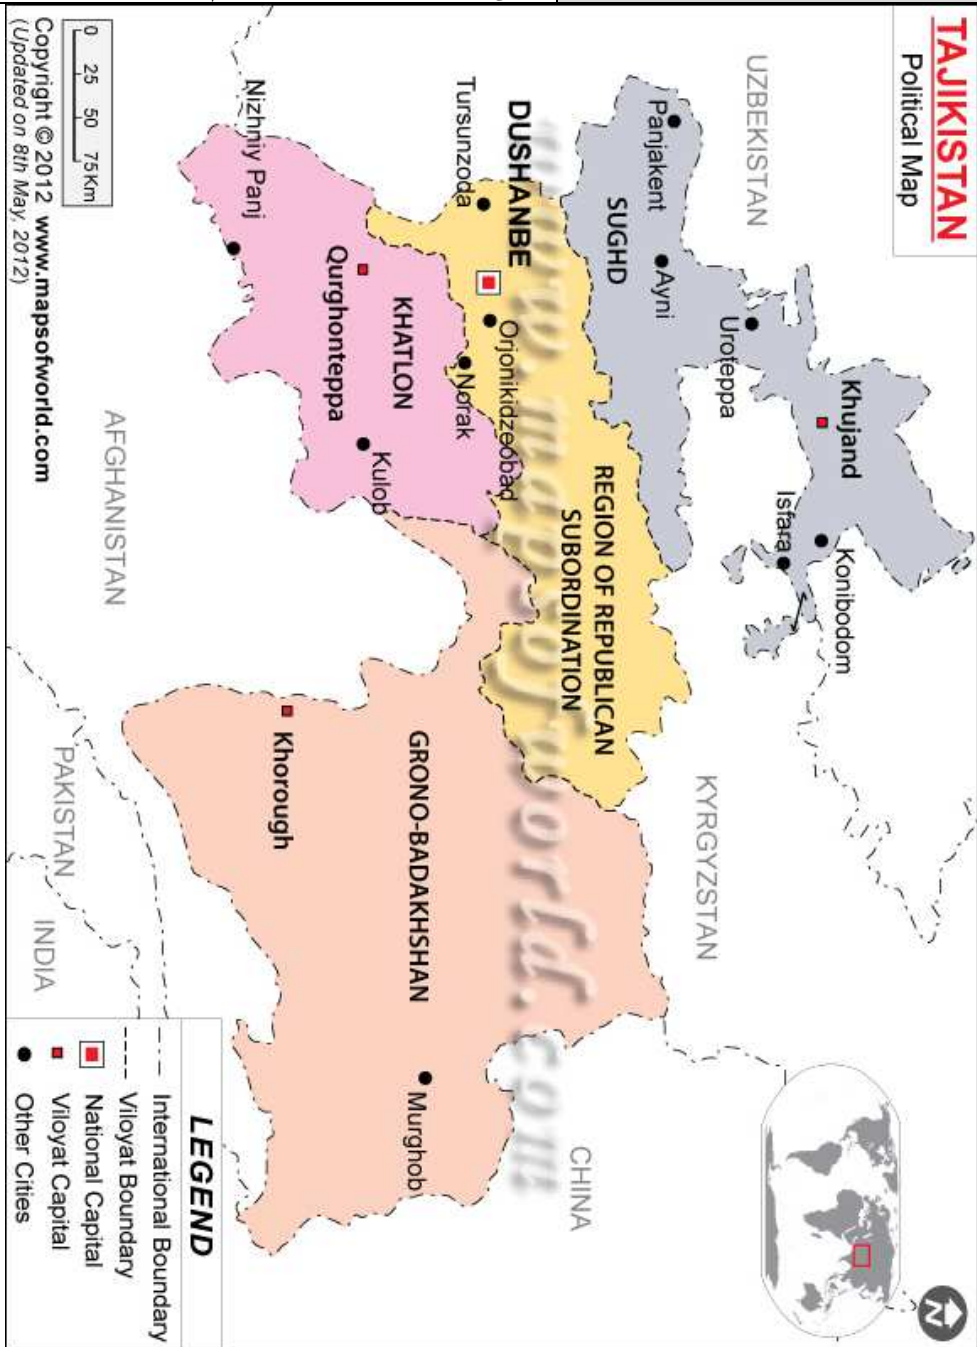 TAJIKISTAN
Political Map
UZBEKISTAN
Khujand
Konibodom
Isfara
Uroteppa
Panjakent
Ayni
SUGHD
KYRGYZSTAN
www.mapsofworld.com
REGION OF REPUBLICAN
SUBORDINATION
DUSHANBE
Tursunzoda
Orjonikidzeobad
Norak
CHINA
KHATLON
Qurghonteppa
Kulob
Nizhniy Panj
GRONO-BADAKHSHAN
Murghob
Khorough
AFGHANISTAN
PAKISTAN
INDIA
0 25 50 75Km
Copyright © 2012 www.mapsofworld.com
(Updated on 8th May, 2012)
LEGEND
International Boundary
Viloyat Boundary
National Capital
Viloyat Capital
Other Cities
N